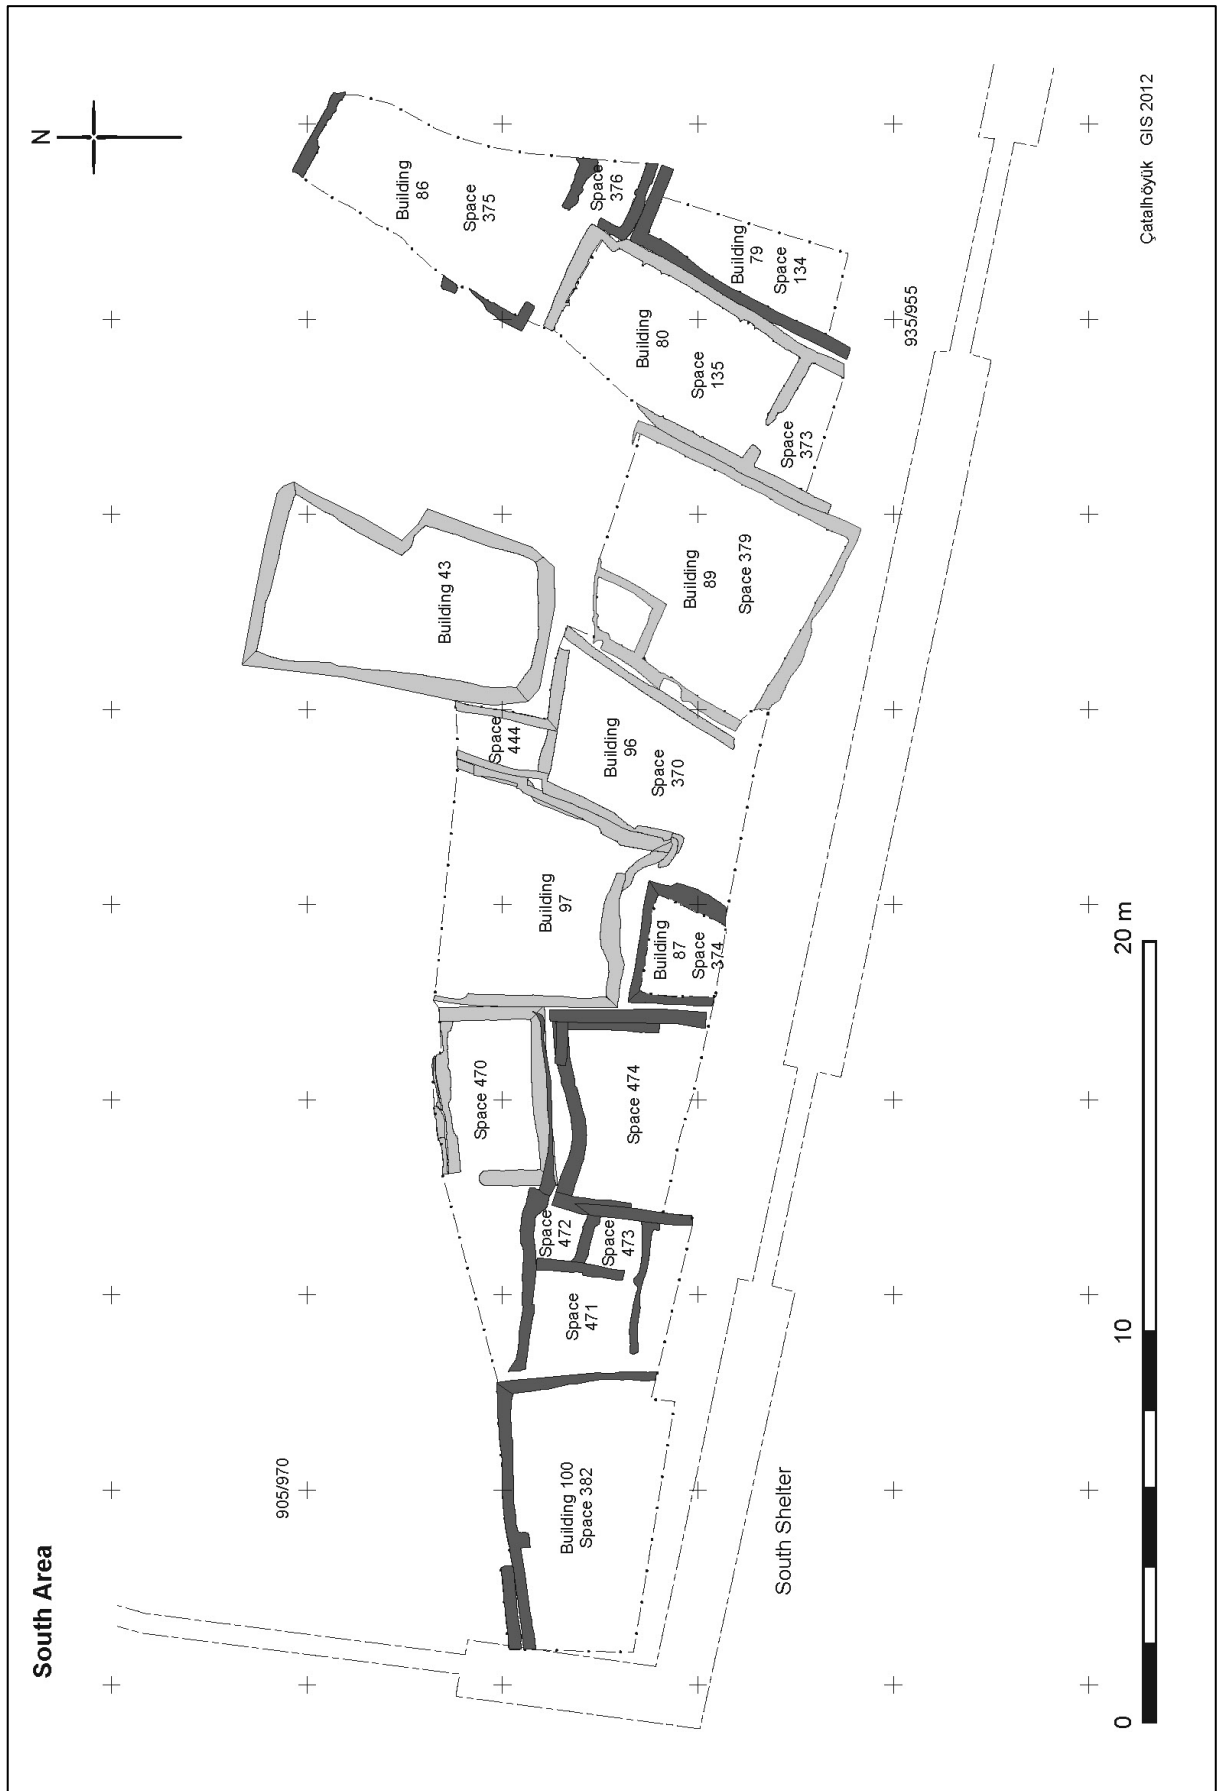 South Area
N
905/970
Building
86
Space
375
Space
376
Building
79
Space
134
Building
80
Space
135
Space
373
935/955
Building 43
Building
89
Space 379
Space
444
Building
96
Space
370
Building
97
Building
87
Space
374
Space 470
Space 474
Space
472
Space
473
Space
471
Building 100
Space 382
South Shelter
0
10
20 m
Çatalhöyük GIS 2012